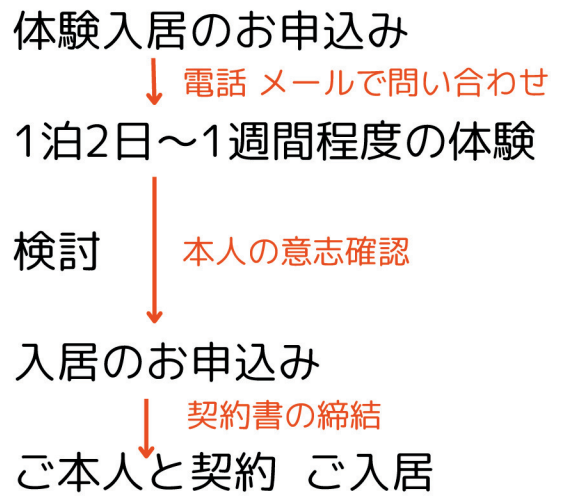 体験入居のお申込み
電話 メールで問い合わせ
1泊2日～1週間程度の体験
検討
本人の意志確認
入居のお申込み
契約書の締結
ご本人と契約 ご入居